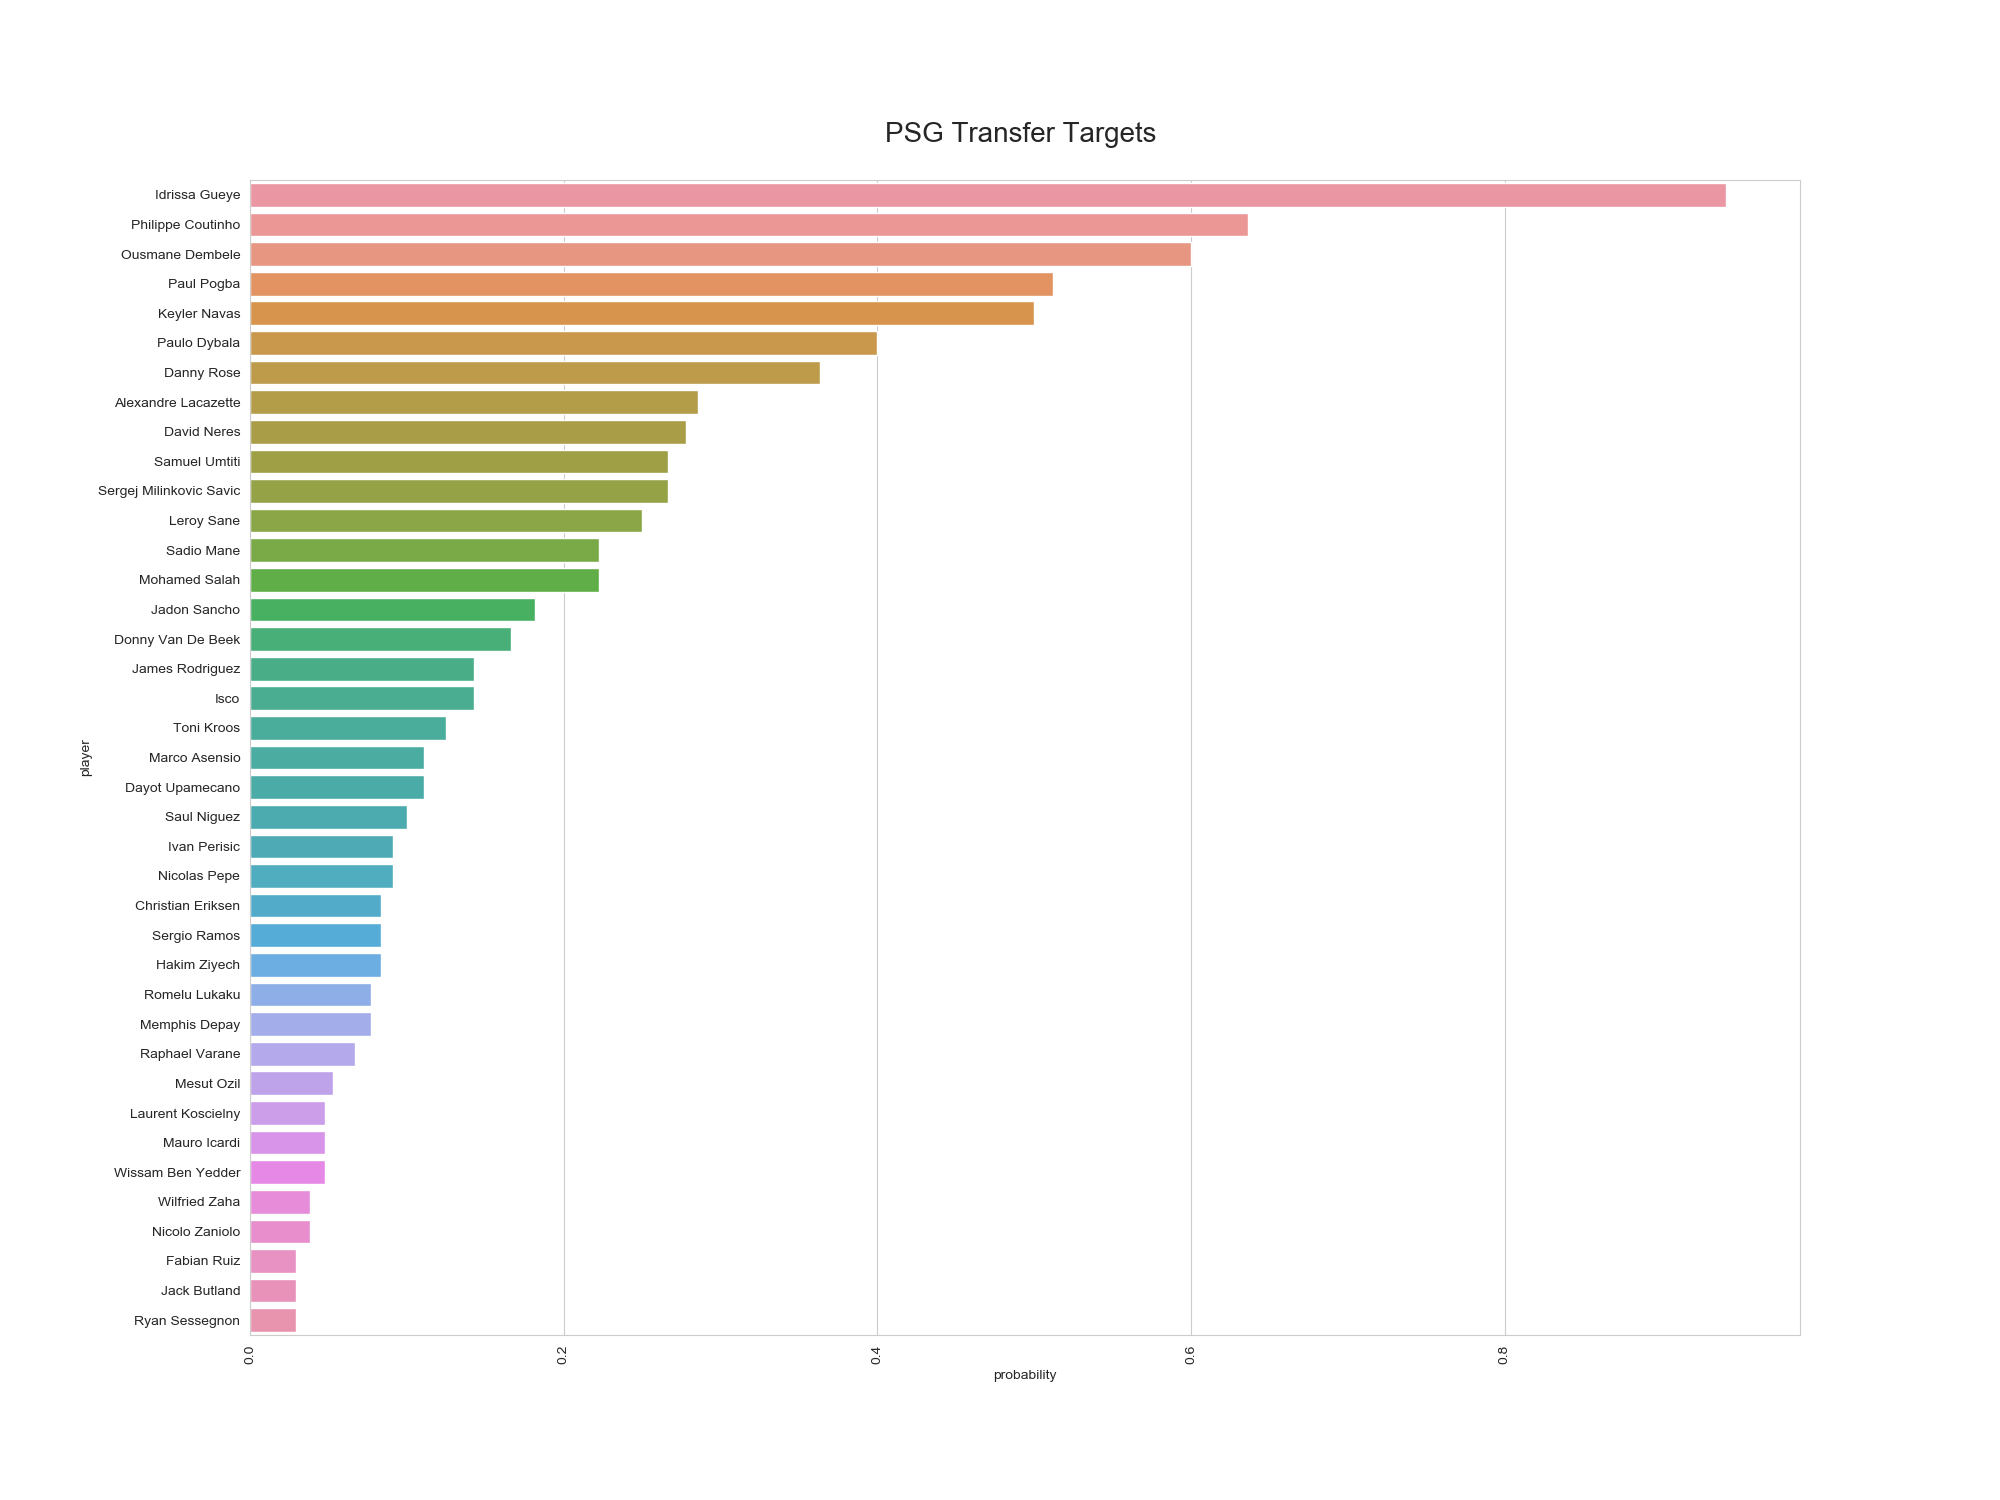 PSG Transfer Targets
Idrissa Gueye
Philippe Coutinho
Ousmane Dembele
Paul Pogba
Keyler Navas
Paulo Dybala
Danny Rose
Alexandre Lacazette
David Neres
Samuel Umtiti
Sergej Milinkovic Savic
Leroy Sane
Sadio Mane
Mohamed Salah
Jadon Sancho
Donny Van De Beek
James Rodriguez
Isco
Toni Kroos
Marco Asensio
Dayot Upamecano
Saul Niguez
Ivan Perisic
Nicolas Pepe
Christian Eriksen
Sergio Ramos
Hakim Ziyech
Romelu Lukaku
Memphis Depay
Raphael Varane
Mesut Ozil
Laurent Koscielny
Mauro Icardi
Wissam Ben Yedder
Wilfried Zaha
Nicolo Zaniolo
Fabian Ruiz
Jack Butland
Ryan Sessegnon
player
0.0 0.2 0.4 0.6 0.8
probability